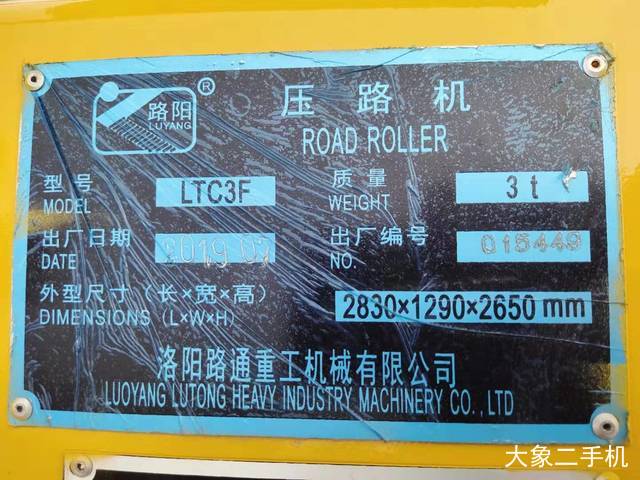 路阳
LUYANG
®
压路机
ROAD ROLLER
型号
MODEL
LTC3F
质量
WEIGHT
3 t
出厂日期
DATE
出厂编号
NO.
015449
外型尺寸（长×宽×高）
DIMENSIONS (L×W×H)
2830×1290×2650 mm
洛阳路通重工机械有限公司
LUOYANG LUTONG HEAVY INDUSTRY MACHINERY CO.,LTD
大象二手机